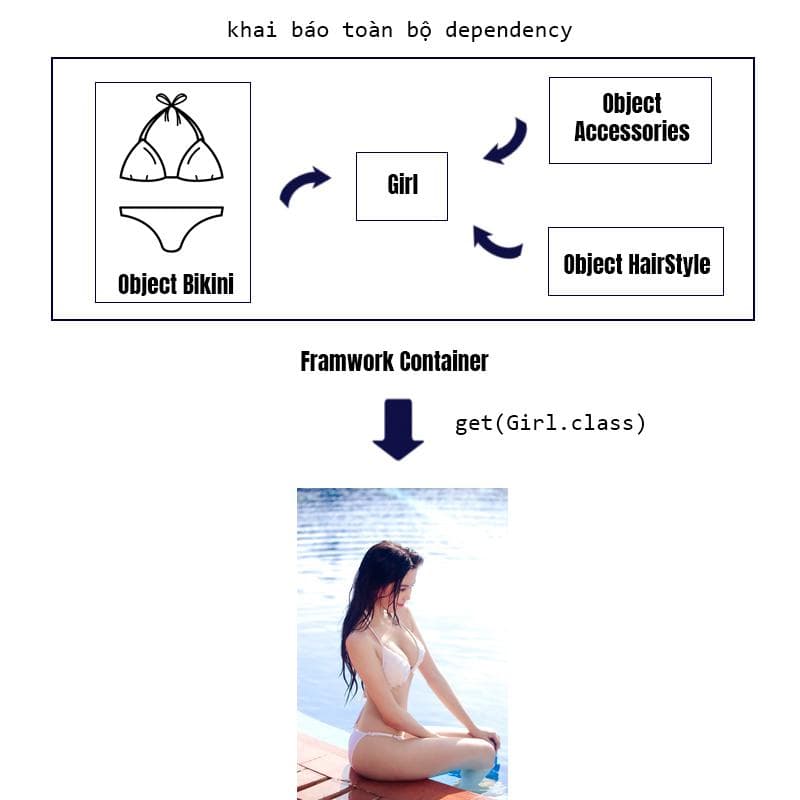 khai báo toàn bộ dependency
Object
Accessories
Girl
Object HairStyle
Object Bikini
Framwork Container
get(Girl.class)